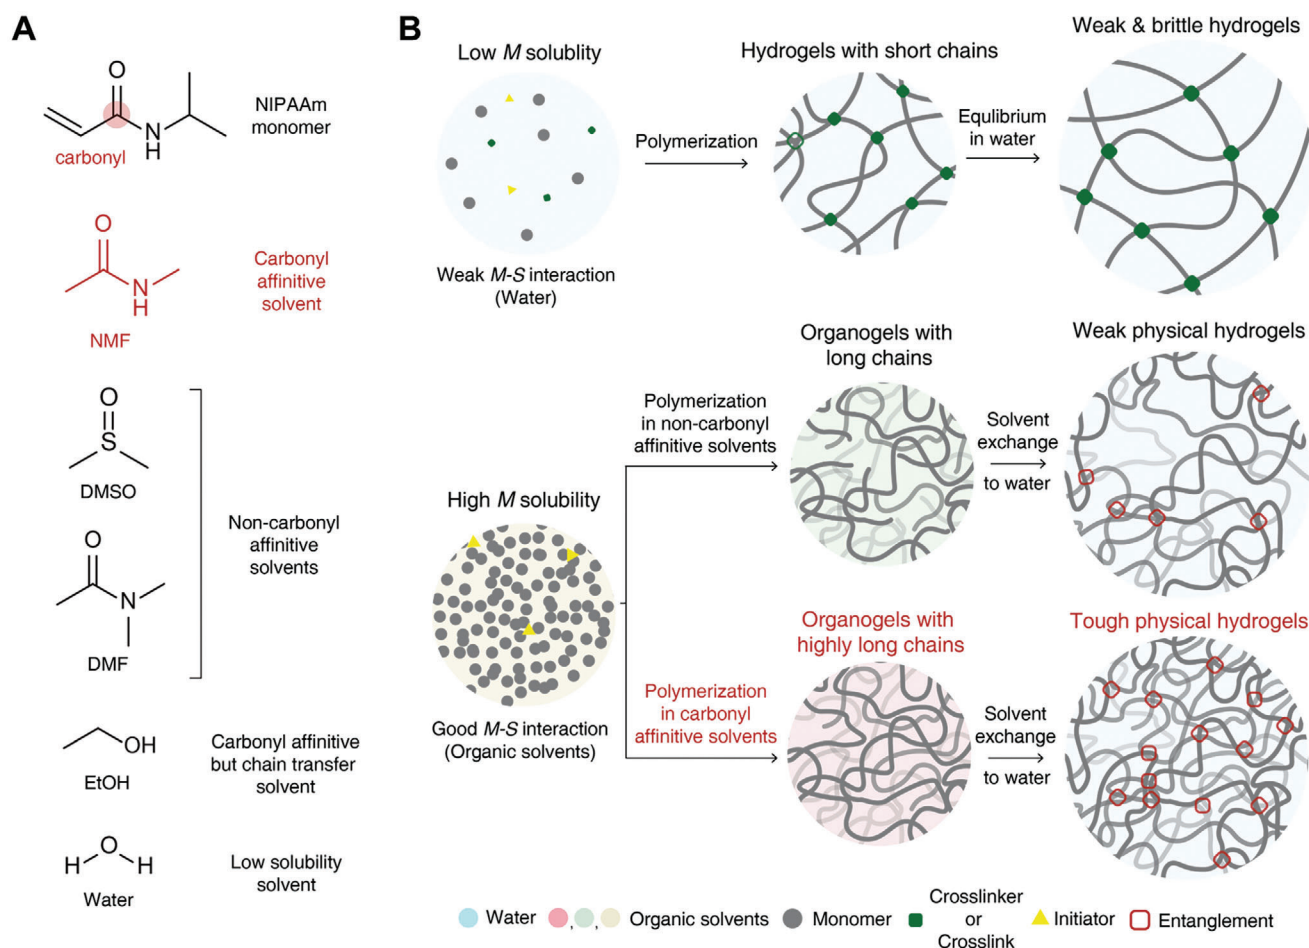 A
O
N
H
carbonyl
NIPAAm
monomer
O
N
H
NMF
Carbonyl
affinitive
solvent
O
S
DMSO
O
N
DMF
Non-carbonyl
affinitive
solvents
OH
EtOH
Carbonyl affinitive
but chain transfer
solvent
O
H H
Water
Low solubility
solvent
B
Low M solublity
Weak M-S interaction
(Water)
Polymerization
Hydrogels with short chains
Equlibrium
in water
Weak & brittle hydrogels
High M solubility
Good M-S interaction
(Organic solvents)
Polymerization
in non-carbonyl
affinitive solvents
Organogels with
long chains
Solvent
exchange
to water
Weak physical hydrogels
Polymerization
in carbonyl
affinitive solvents
Organogels with
highly long chains
Solvent
exchange
to water
Tough physical hydrogels
Water
, , Organic solvents
Monomer
Crosslinker
or
Crosslink
Initiator
Entanglement